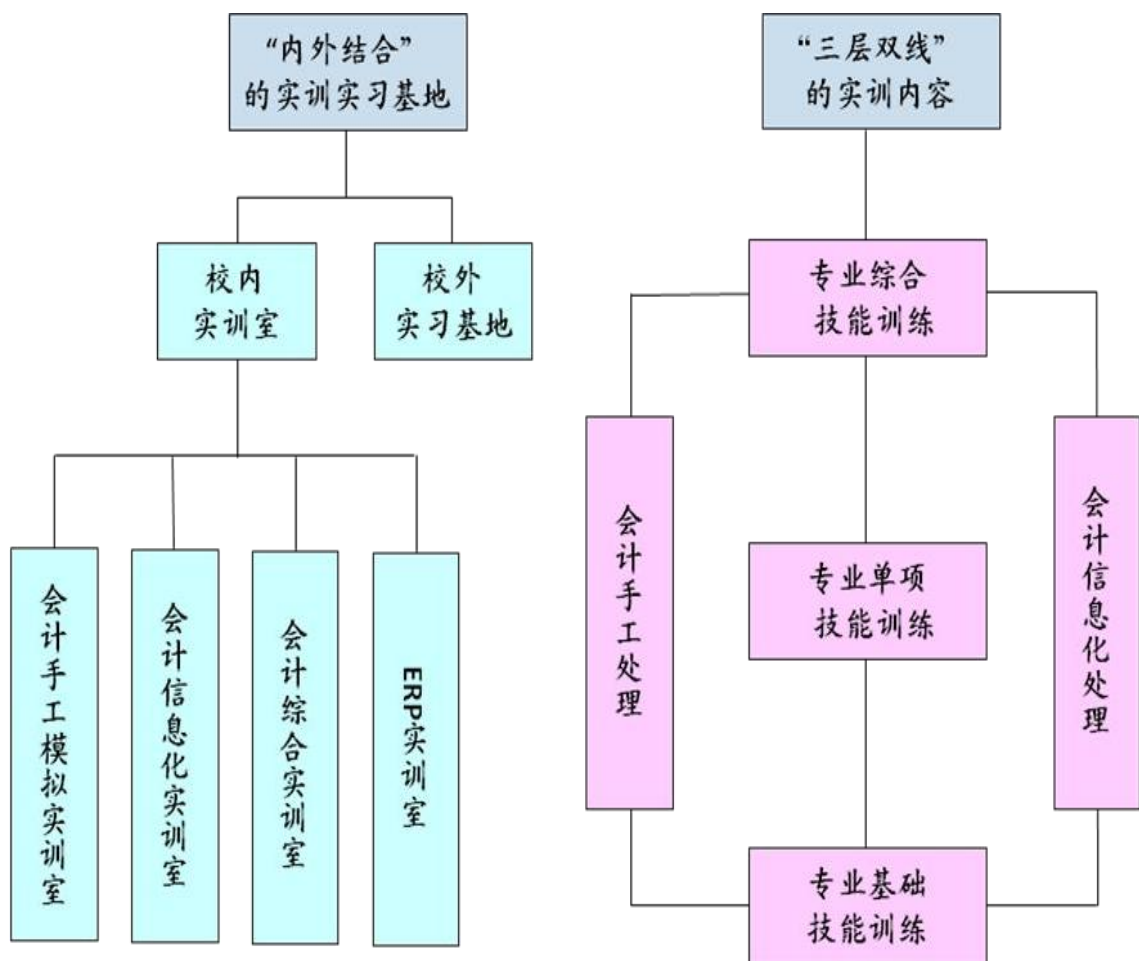 “内外结合”
的实训实习基地
“三层双线”
的实训内容
校内
实训室
校外
实习基地
专业综合
技能训练
会计手工处理
专业单项
技能训练
会计信息化处理
会计手工模拟实训室
会计信息化实训室
会计综合实训室
ERP实训室
专业基础
技能训练